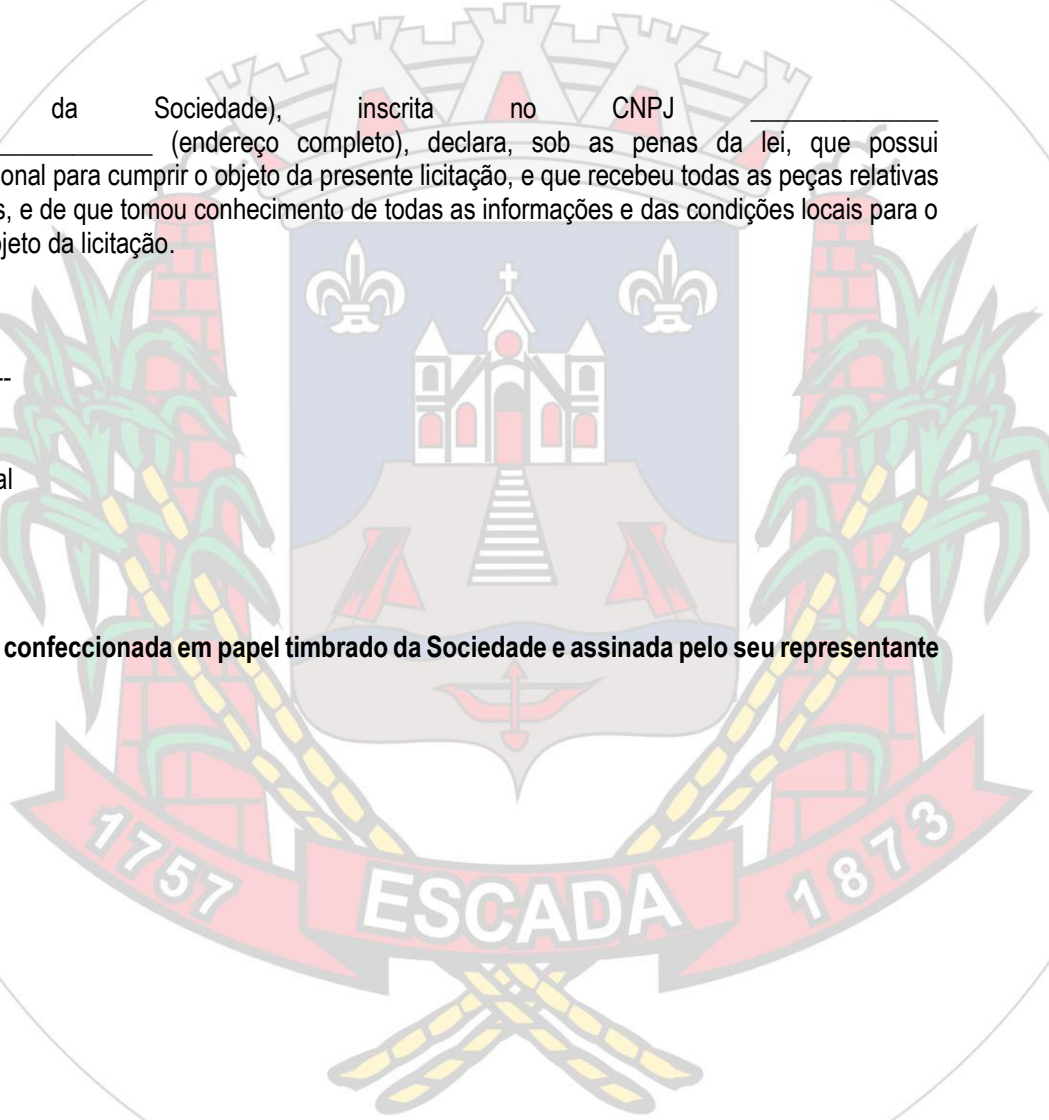 da Sociedade), inscrita no CNPJ ______________
____________ (endereço completo), declara, sob as penas da lei, que possui
onal para cumprir o objeto da presente licitação, e que recebeu todas as peças relativas
s, e de que tomou conhecimento de todas as informações e das condições locais para o
jeto da licitação.
--
al
confeccionada em papel timbrado da Sociedade e assinada pelo seu representante
1757
ESCADA
1873